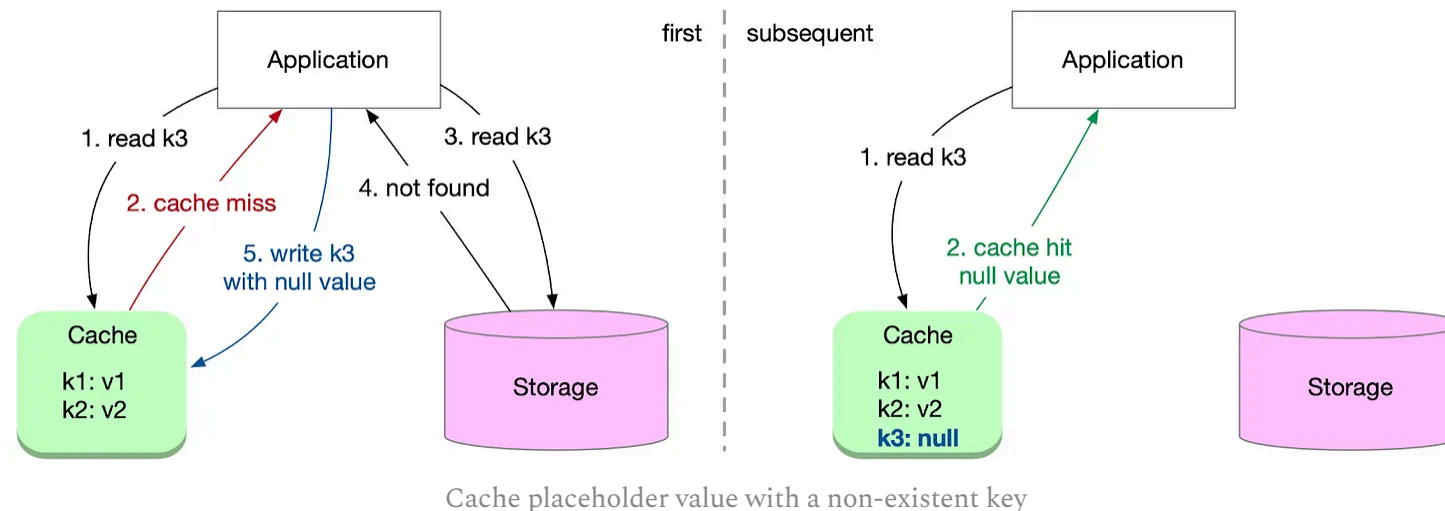 first
subsequent
Application
1. read k3
2. cache miss
3. read k3
4. not found
5. write k3
with null value
Cache
k1: v1
k2: v2
Storage
Application
1. read k3
2. cache hit
null value
Cache
k1: v1
k2: v2
k3: null
Storage
Cache placeholder value with a non-existent key